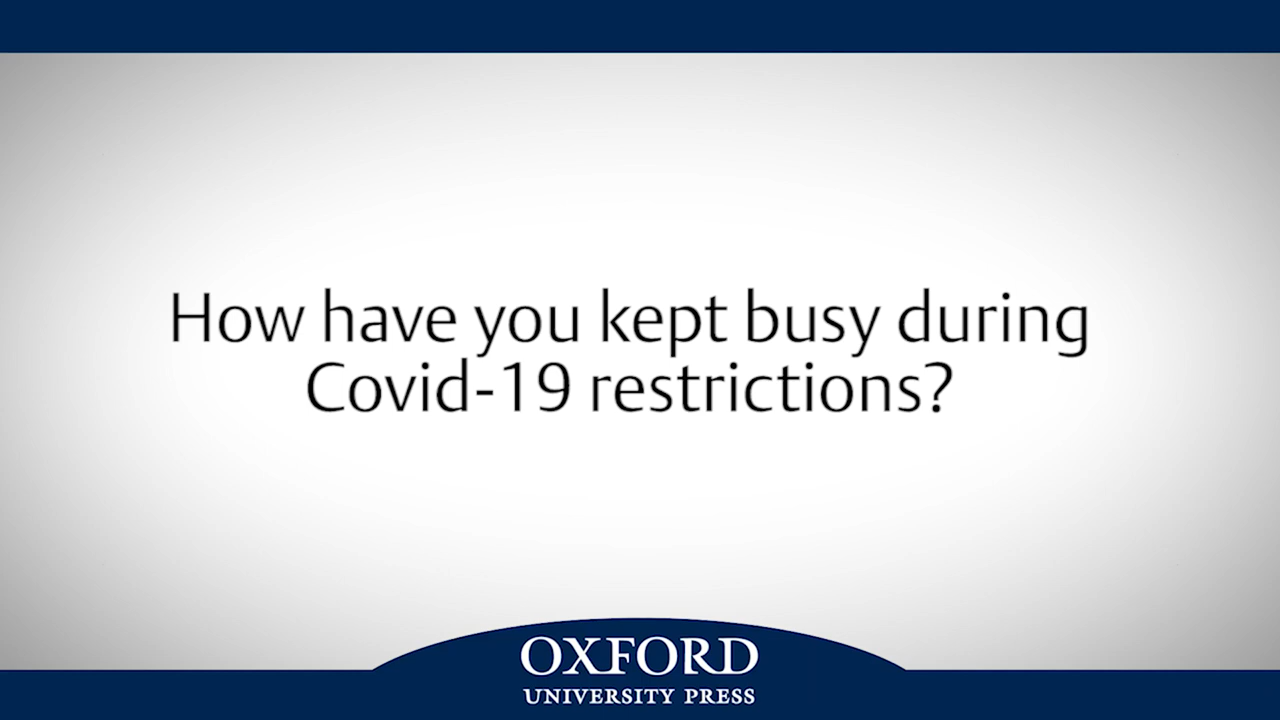 How have you kept busy during
Covid-19 restrictions?
OXFORD
UNIVERSITY PRESS